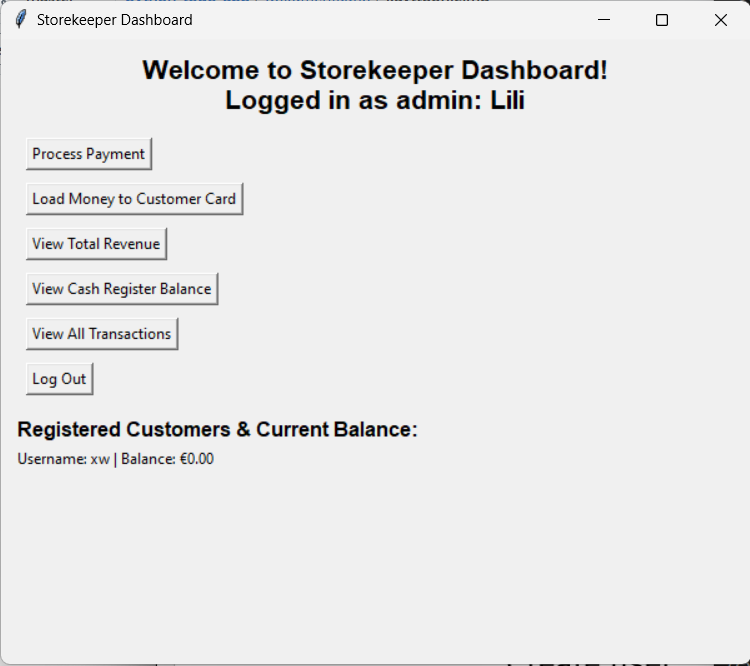 Storekeeper Dashboard
Welcome to Storekeeper Dashboard!
Logged in as admin: Lili
Process Payment
Load Money to Customer Card
View Total Revenue
View Cash Register Balance
View All Transactions
Log Out
Registered Customers & Current Balance:
Username: xw | Balance: €0.00